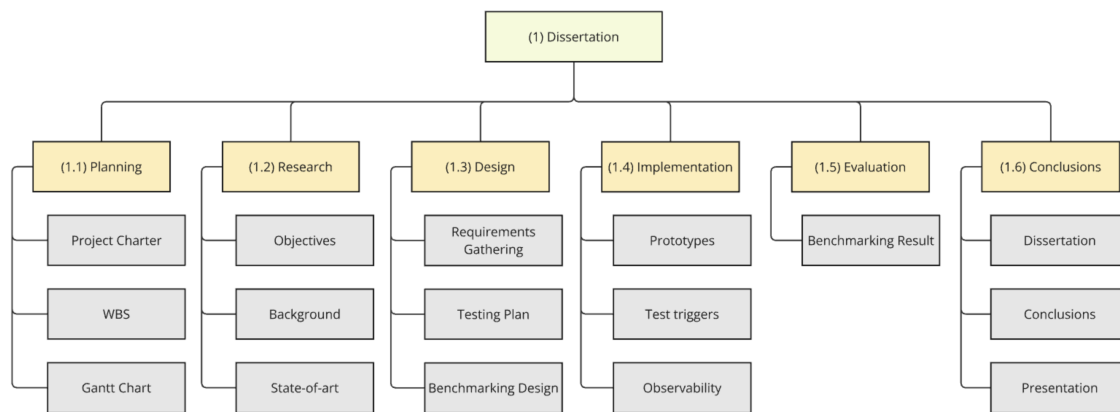 (1) Dissertation
(1.1) Planning
(1.2) Research
(1.3) Design
(1.4) Implementation
(1.5) Evaluation
(1.6) Conclusions
Project Charter
Objectives
Requirements
Gathering
Prototypes
Benchmarking Result
Dissertation
WBS
Background
Testing Plan
Test triggers
Conclusions
Gantt Chart
State-of-art
Benchmarking Design
Observability
Presentation